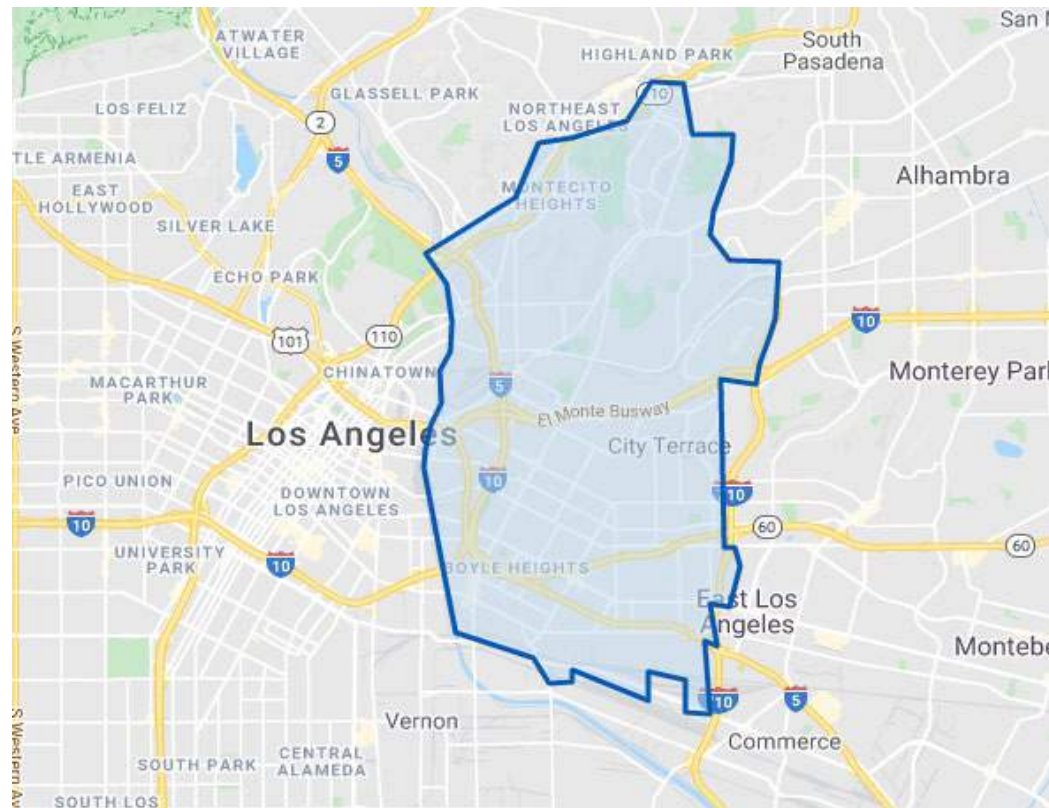 San M
ATWATER
VILLAGE
South
Pasadena
HIGHLAND PARK
GLASSELL PARK
110
LOS FELIZ
NORTHEAST
LOS ANGELES
2
5
TLE ARMENIA
Alhambra
EAST
HOLLYWOOD
MONTECITO
HEIGHTS
SILVER LAKE
ECHO PARK
10
110
101
S Western Ave
CHINATOWN
Monterey Park
MACARTHUR
PARK
5
El Monte Busway
Los Angeles
City Terrace
PICO UNION
10
10
DOWNTOWN
LOS ANGELES
10
60
60
UNIVERSITY
PARK
10
BOYLE HEIGHTS
East Los
Angeles
Montebe
10
5
Vernon
Commerce
S Western Ave
CENTRAL
ALAMEDA
SOUTH PARK
SOUTH LOS